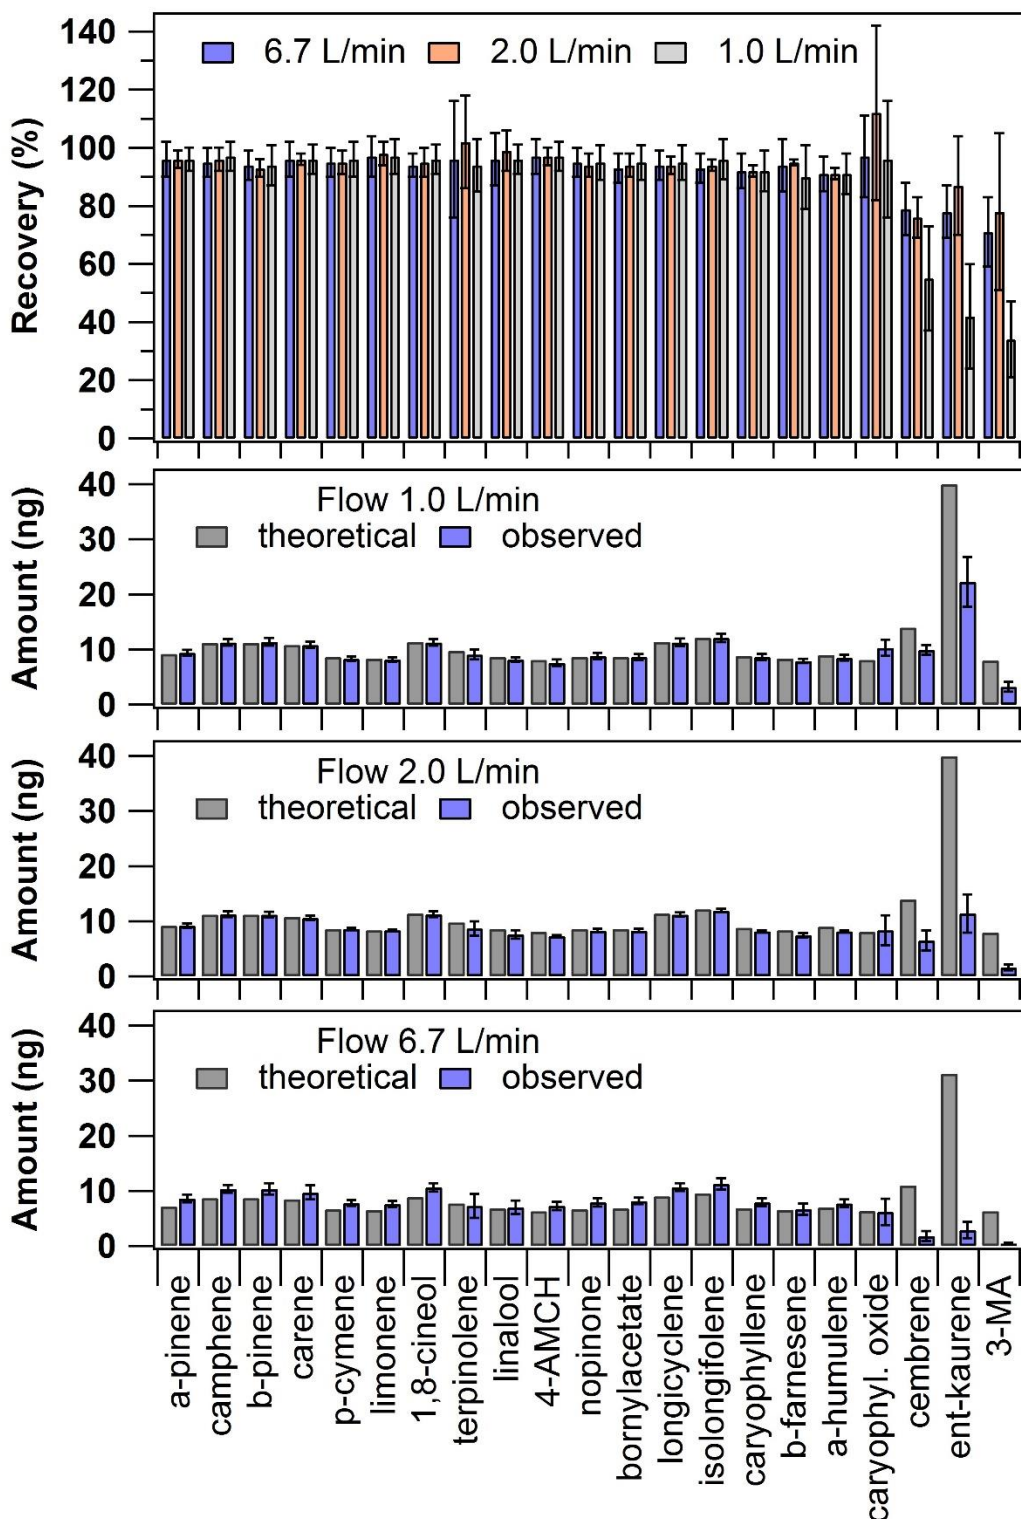 6.7 L/min 2.0 L/min 1.0 L/min
Recovery (%)
140
120
100
80
60
40
20
0
Flow 1.0 L/min
theoretical observed
Amount (ng)
40
30
20
10
0
Flow 2.0 L/min
theoretical observed
Amount (ng)
40
30
20
10
0
Flow 6.7 L/min
theoretical observed
Amount (ng)
40
30
20
10
0
a-pinene
camphene
b-pinene
carene
p-cymene
limonene
1,8-cineol
terpinolene
linalool
4-AMCH
nopinone
bornylacetate
longicyclene
isolongifolene
caryophyllene
b-farnesene
a-humulene
caryophyl. oxide
cembrene
ent-kaurene
3-MA